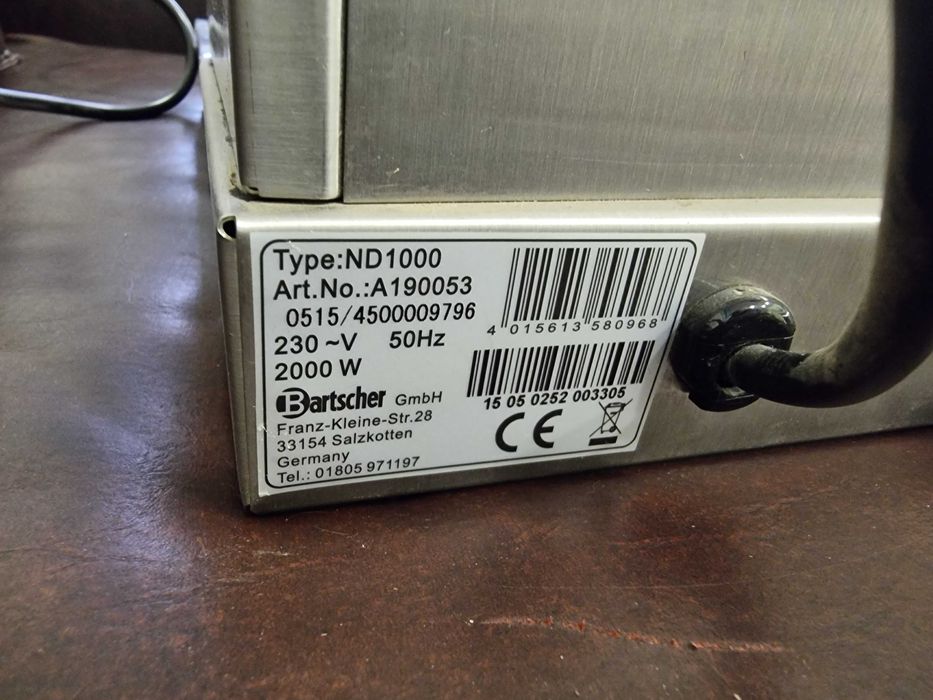 Type:ND1000
Art.No.:A190053
0515/4500009796
230 ~V 50Hz
2000 W
Bartscher GmbH
Franz-Kleine-Str.28
33154 Salzkotten
Germany
Tel.: 01805 971197
4 015613 580968
15 05 0252 003305
CE